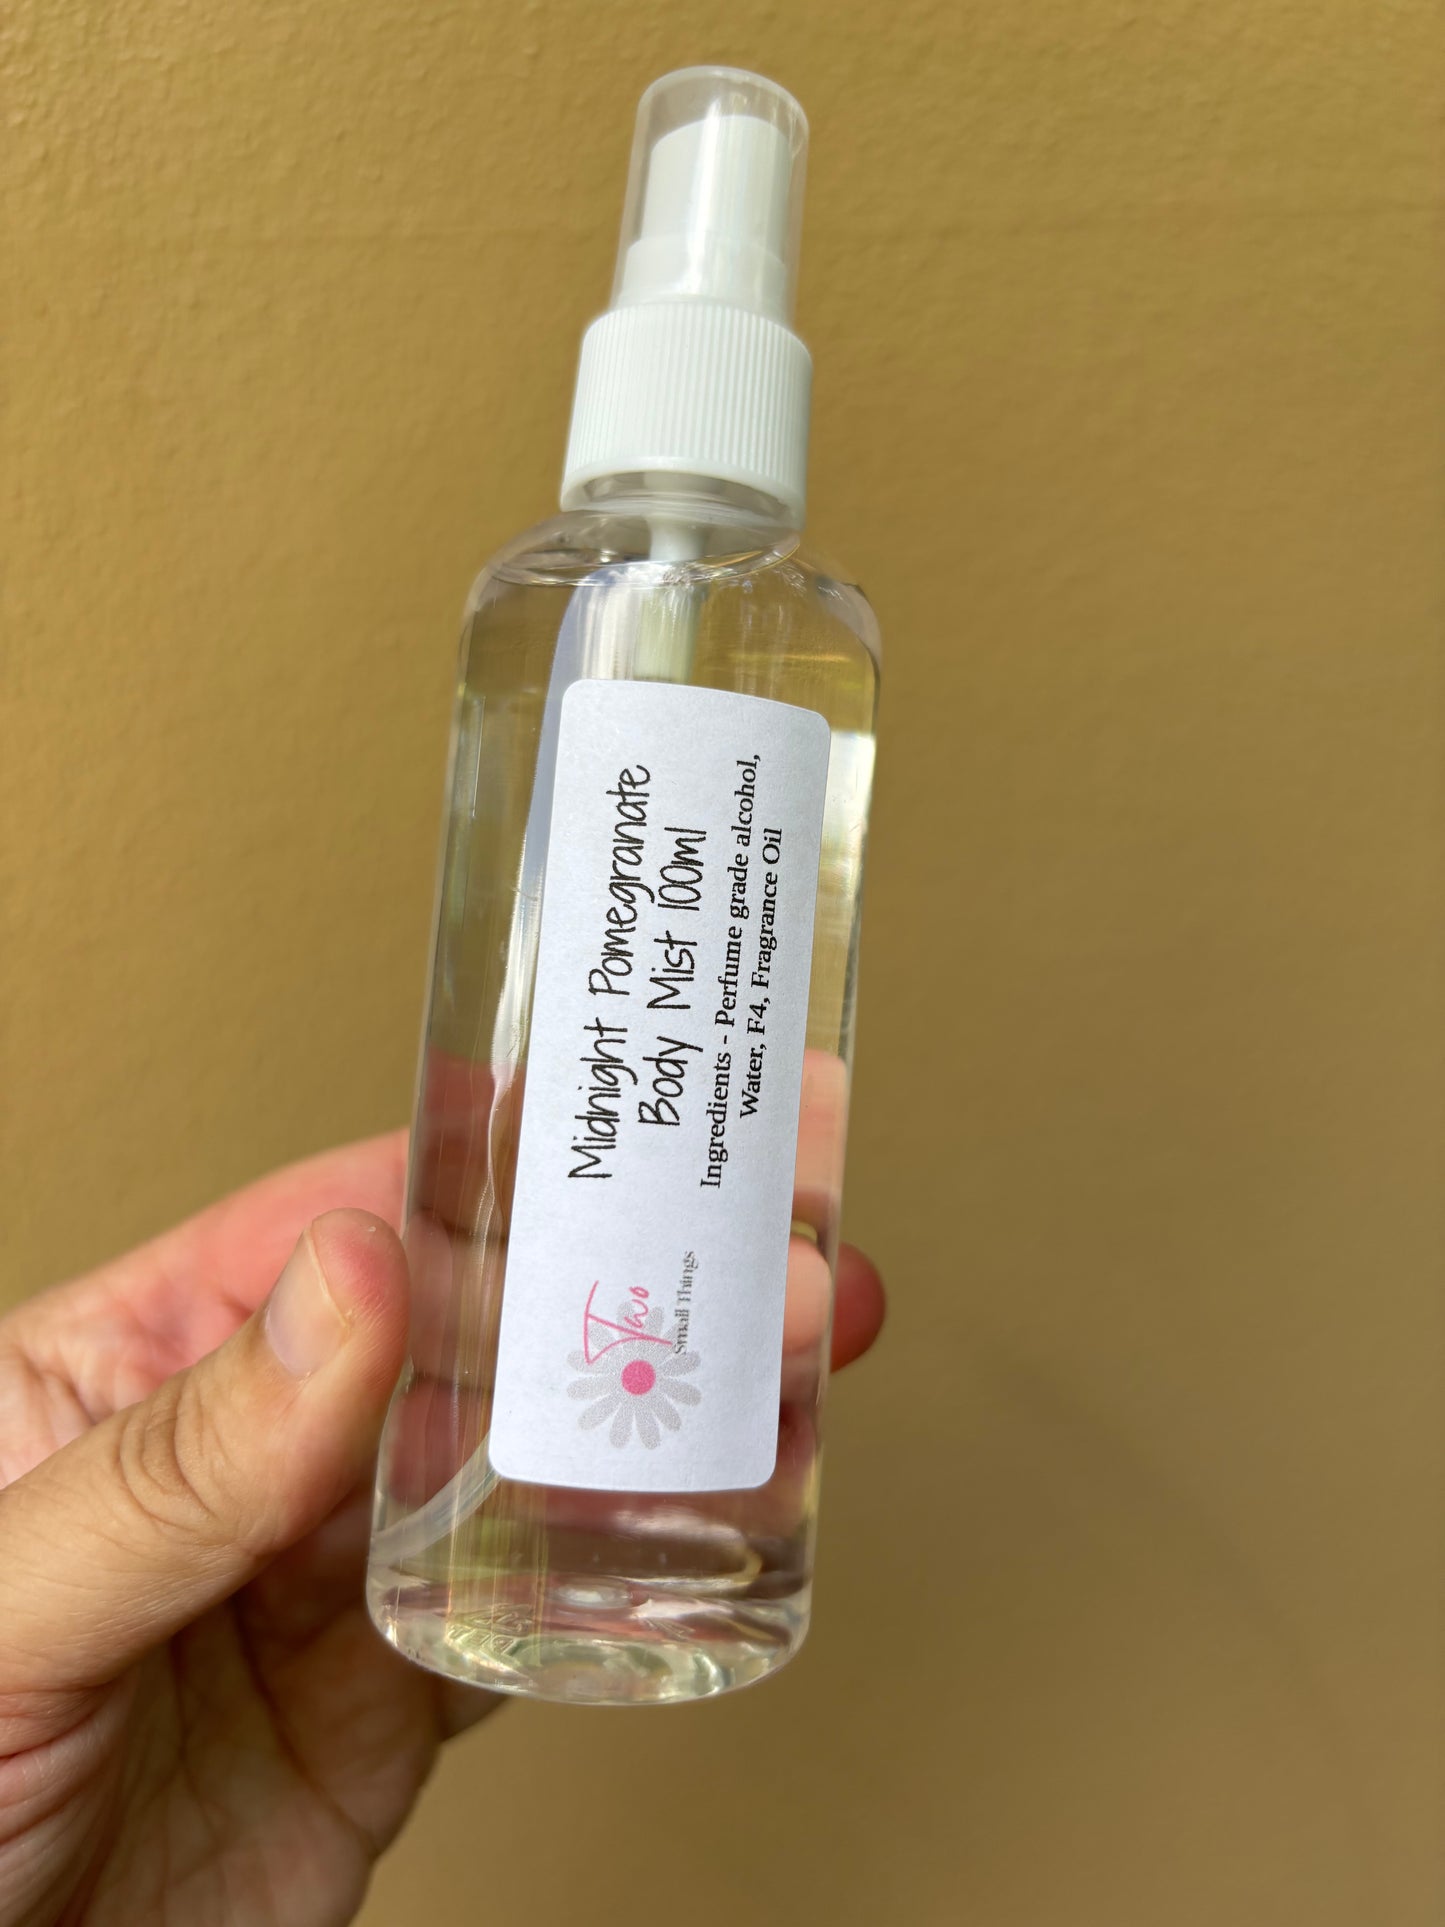 Midnight Pomegranate
Body Mist 100ml
Ingredients - Perfume grade alcohol,
Water, F4, Fragrance Oil
Two
Small Things